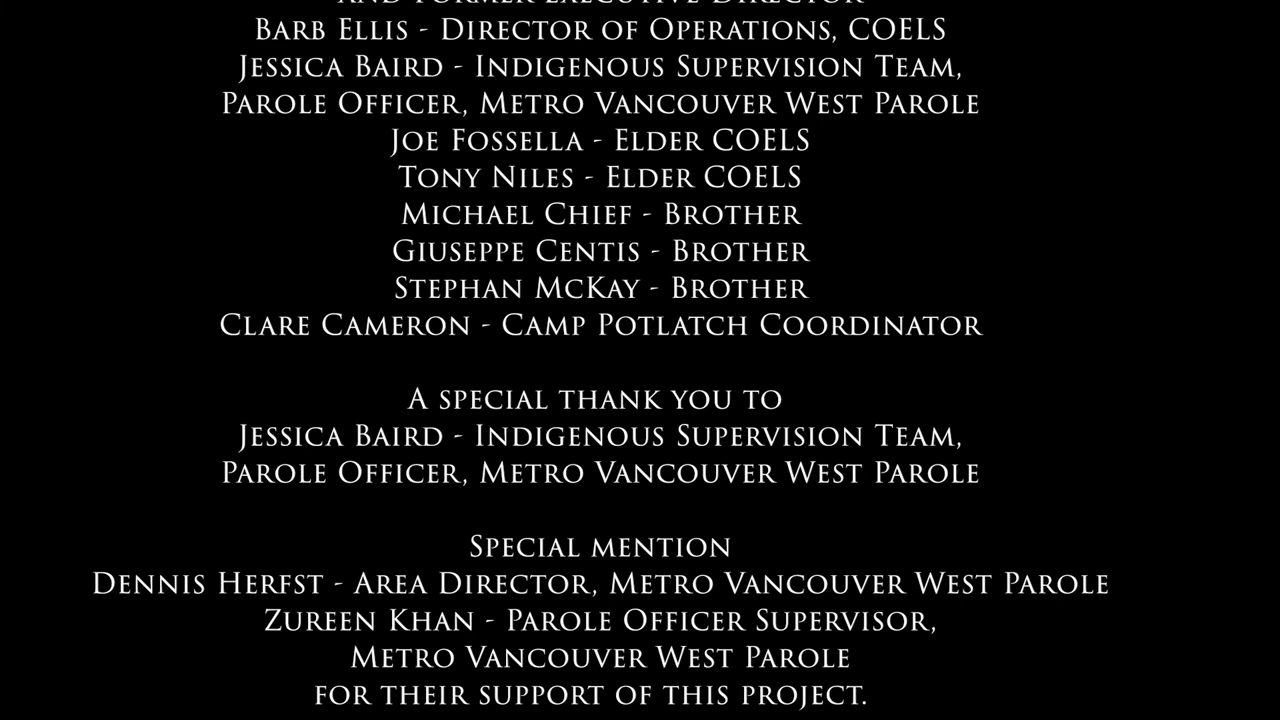 and former Executive Director
Barb Ellis - Director of Operations, COELS
Jessica Baird - Indigenous Supervision Team,
Parole Officer, Metro Vancouver West Parole
Joe Fossella - Elder COELS
Tony Niles - Elder COELS
Michael Chief - Brother
Giuseppe Centis - Brother
Stephan McKay - Brother
Clare Cameron - Camp Potlatch Coordinator
A special thank you to
Jessica Baird - Indigenous Supervision Team,
Parole Officer, Metro Vancouver West Parole
Special mention
Dennis Herfst - Area Director, Metro Vancouver West Parole
Zureen Khan - Parole Officer Supervisor,
Metro Vancouver West Parole
for their support of this project.